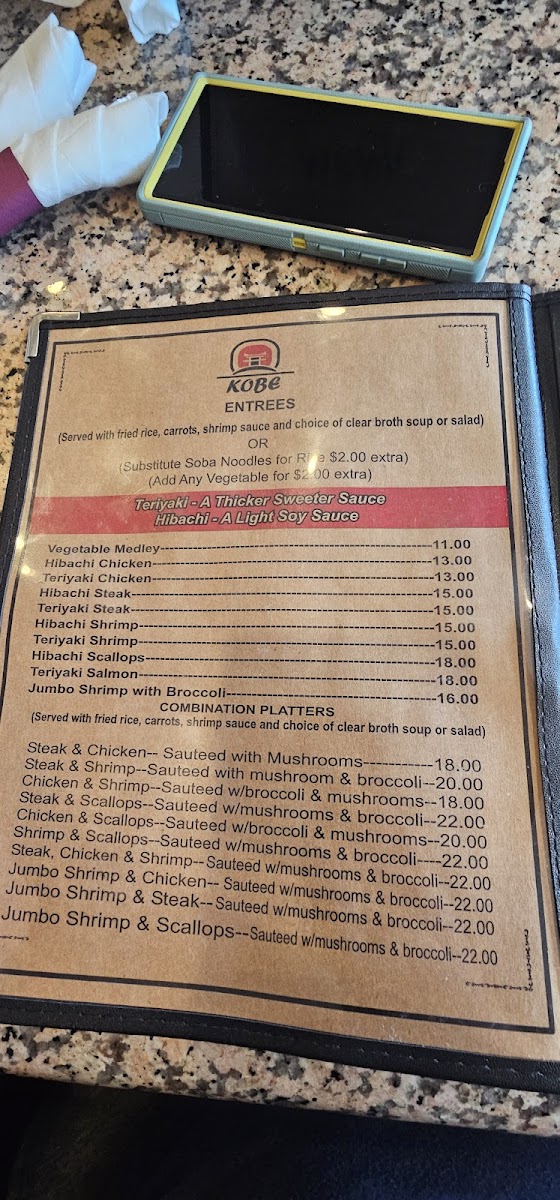 KOBE
ENTREES
(Served with fried rice, carrots, shrimp sauce and choice of clear broth soup or salad)
OR
(Substitute Soba Noodles for Rice $2.00 extra)
(Add Any Vegetable for $2.00 extra)
Teriyaki - A Thicker Sweeter Sauce
Hibachi - A Light Soy Sauce
Vegetable Medley--------------------------------------------------11.00
Hibachi Chicken---------------------------------------------------13.00
Teriyaki Chicken--------------------------------------------------13.00
Hibachi Steak-----------------------------------------------------15.00
Teriyaki Steak----------------------------------------------------15.00
Hibachi Shrimp----------------------------------------------------15.00
Teriyaki Shrimp---------------------------------------------------15.00
Hibachi Scallops--------------------------------------------------18.00
Teriyaki Salmon---------------------------------------------------18.00
Jumbo Shrimp with Broccoli------------------------------------16.00
COMBINATION PLATTERS
(Served with fried rice, carrots, shrimp sauce and choice of clear broth soup or salad)
Steak & Chicken-- Sauteed with Mushrooms-----------18.00
Steak & Shrimp--Sauteed with mushroom & broccoli--20.00
Chicken & Shrimp--Sauteed w/broccoli & mushrooms--18.00
Steak & Scallops--Sauteed w/mushrooms & broccoli--22.00
Chicken & Scallops--Sauteed w/broccoli & mushrooms--20.00
Shrimp & Scallops--Sauteed w/mushrooms & broccoli----22.00
Steak, Chicken & Shrimp--Sauteed w/mushrooms & broccoli--22.00
Jumbo Shrimp & Chicken-- Sauteed w/mushrooms & broccoli--22.00
Jumbo Shrimp & Steak--Sauteed w/mushrooms & broccoli--22.00
Jumbo Shrimp & Scallops--Sauteed w/mushrooms & broccoli--22.00